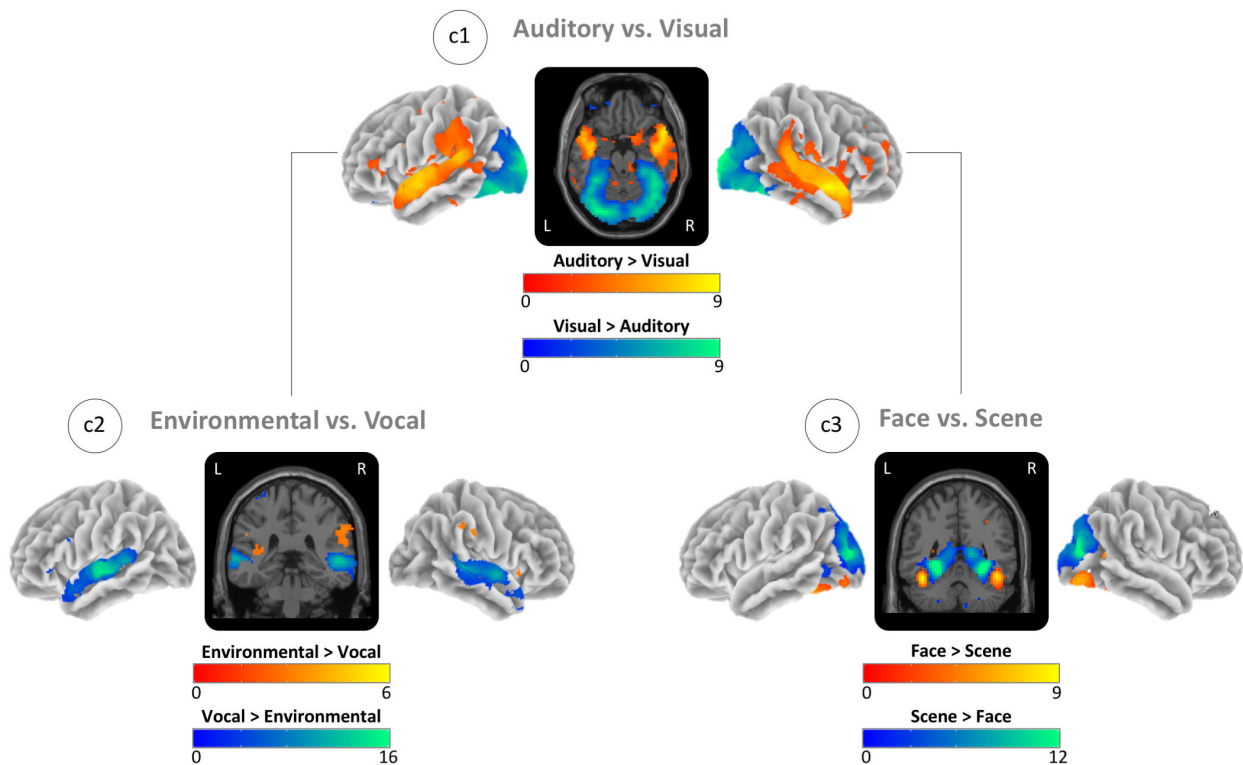 c1 Auditory vs. Visual
L R
Auditory > Visual
0 9
Visual > Auditory
0 9
c2 Environmental vs. Vocal
L R
Environmental > Vocal
0 6
Vocal > Environmental
0 16
c3 Face vs. Scene
L R
Face > Scene
0 9
Scene > Face
0 12